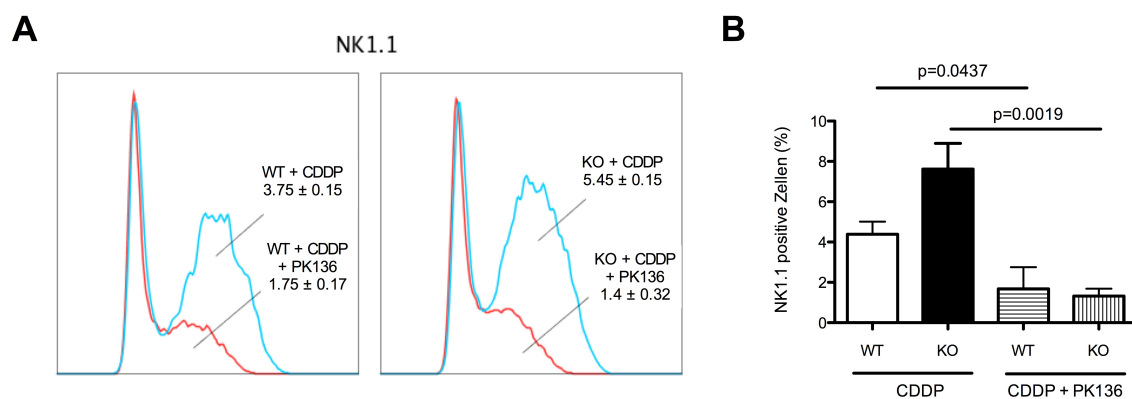 A
NK1.1
WT + CDDP
3.75 ± 0.15
WT + CDDP
+ PK136
1.75 ± 0.17
KO + CDDP
5.45 ± 0.15
KO + CDDP
+ PK136
1.4 ± 0.32
B
p=0.0437
p=0.0019
NK1.1 positive Zellen (%)
10
8
6
4
2
0
WT
KO
WT
KO
CDDP
CDDP + PK136